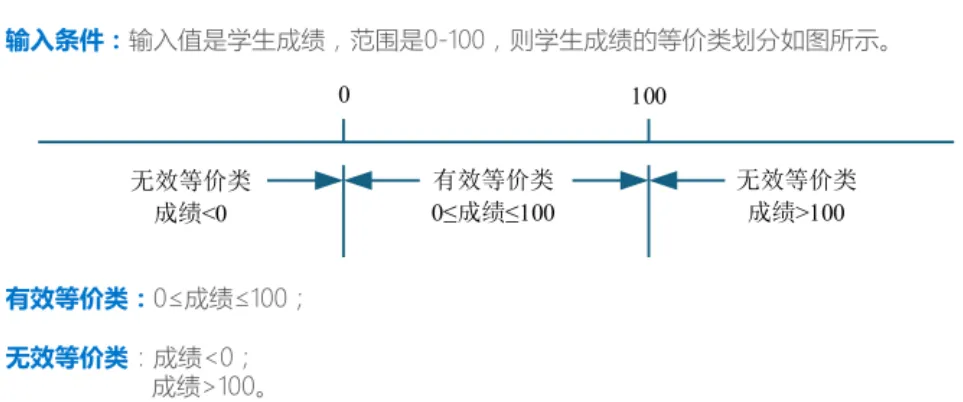 输入条件：输入值是学生成绩，范围是0-100，则学生成绩的等价类划分如图所示。
0 100
无效等价类 有效等价类 无效等价类
成绩<0 0≤成绩≤100 成绩>100
有效等价类：0≤成绩≤100；
无效等价类：成绩<0；
成绩>100。